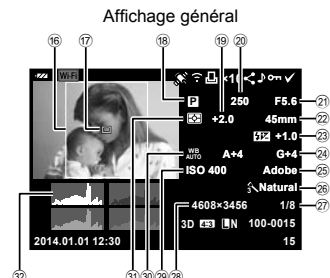 Affichage général
⑯ ⑰ ⑱ ⑲ ⑳
Wi-Fi ×10
P 250 F5.6 ㉑
+2.0 45mm ㉒
+1.0 ㉓
WB AUTO A+4 G+4 ㉔
ISO 400 Adobe ㉕
Natural ㉖
4608×3456 1/8 ㉗
3D 4:3 LN 100-0015
2014.01.01 12:30 15
㉜ ㉛ ㉚ ㉙ ㉘